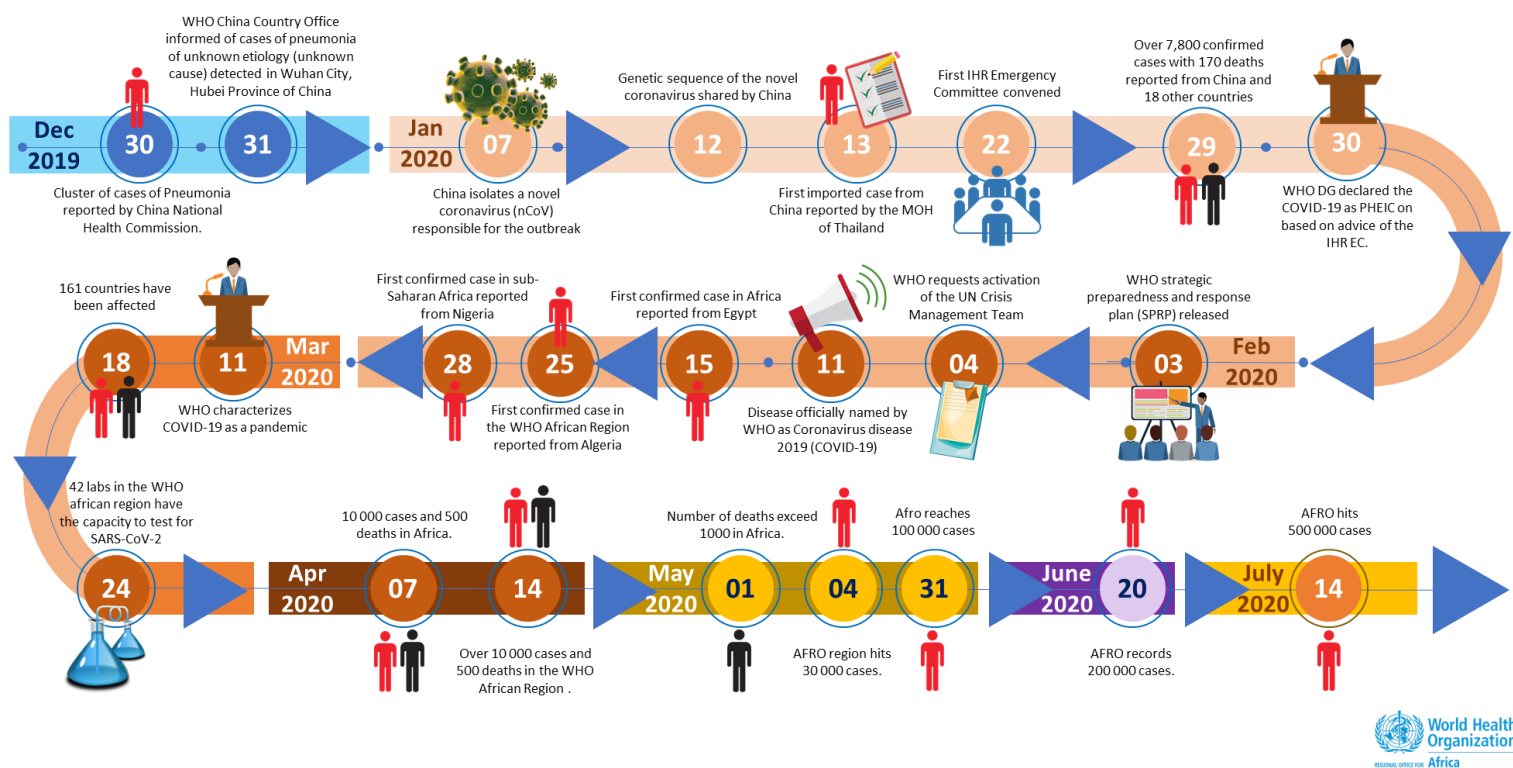 WHO China Country Office
informed of cases of pneumonia
of unknown etiology (unknown
cause) detected in Wuhan City,
Hubei Province of China
Genetic sequence of the novel
coronavirus shared by China
First IHR Emergency
Committee convened
Over 7,800 confirmed
cases with 170 deaths
reported from China and
18 other countries
Dec
2019
30
31
Jan
2020
07
12
13
22
29
30
Cluster of cases of Pneumonia
reported by China National
Health Commission.
China isolates a novel
coronavirus (nCoV)
responsible for the outbreak
First imported case from
China reported by the MOH
of Thailand
WHO DG declared the
COVID-19 as PHEIC on
based on advice of the
IHR EC.
161 countries have
been affected
First confirmed case in sub-
Saharan Africa reported
from Nigeria
First confirmed case in Africa
reported from Egypt
WHO requests activation
of the UN Crisis
Management Team
WHO strategic
preparedness and response
plan (SPRP) released
18
11
Mar
2020
28
25
15
11
04
03
Feb
2020
WHO characterizes
COVID-19 as a pandemic
First confirmed case in
the WHO African Region
reported from Algeria
Disease officially named by
WHO as Coronavirus disease
2019 (COVID-19)
42 labs in the WHO
african region have
the capacity to test for
SARS-CoV-2
10 000 cases and 500
deaths in Africa.
Number of deaths exceed
1000 in Africa.
Afro reaches
100 000 cases
AFRO hits
500 000 cases
24
Apr
2020
07
14
May
2020
01
04
31
June
2020
20
July
2020
14
Over 10 000 cases and
500 deaths in the WHO
African Region .
AFRO region hits
30 000 cases.
AFRO records
200 000 cases.
World Health
Organization
REGIONAL OFFICE FOR Africa